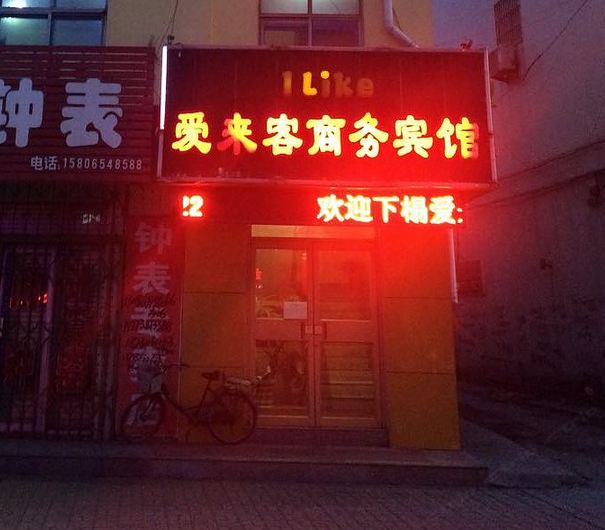 钟表
电话:15806548588
I Like
爱来客商务宾馆
22 欢迎下榻爱
钟表